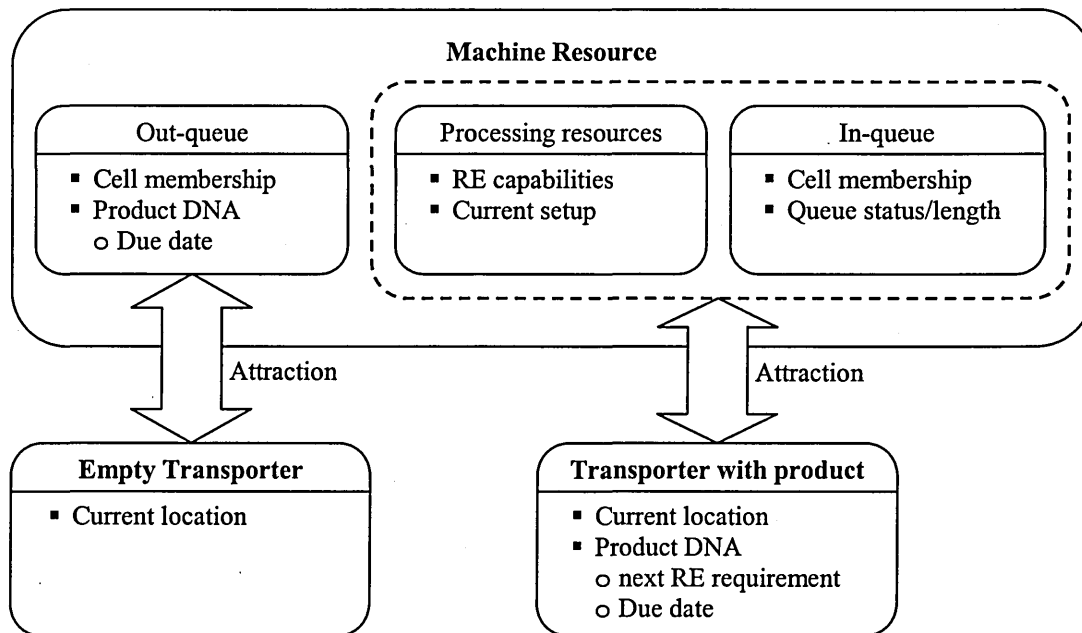 Machine Resource
Out-queue
▪ Cell membership
▪ Product DNA
o Due date
Processing resources
▪ RE capabilities
▪ Current setup
In-queue
▪ Cell membership
▪ Queue status/length
Attraction
Attraction
Empty Transporter
▪ Current location
Transporter with product
▪ Current location
▪ Product DNA
o next RE requirement
o Due date